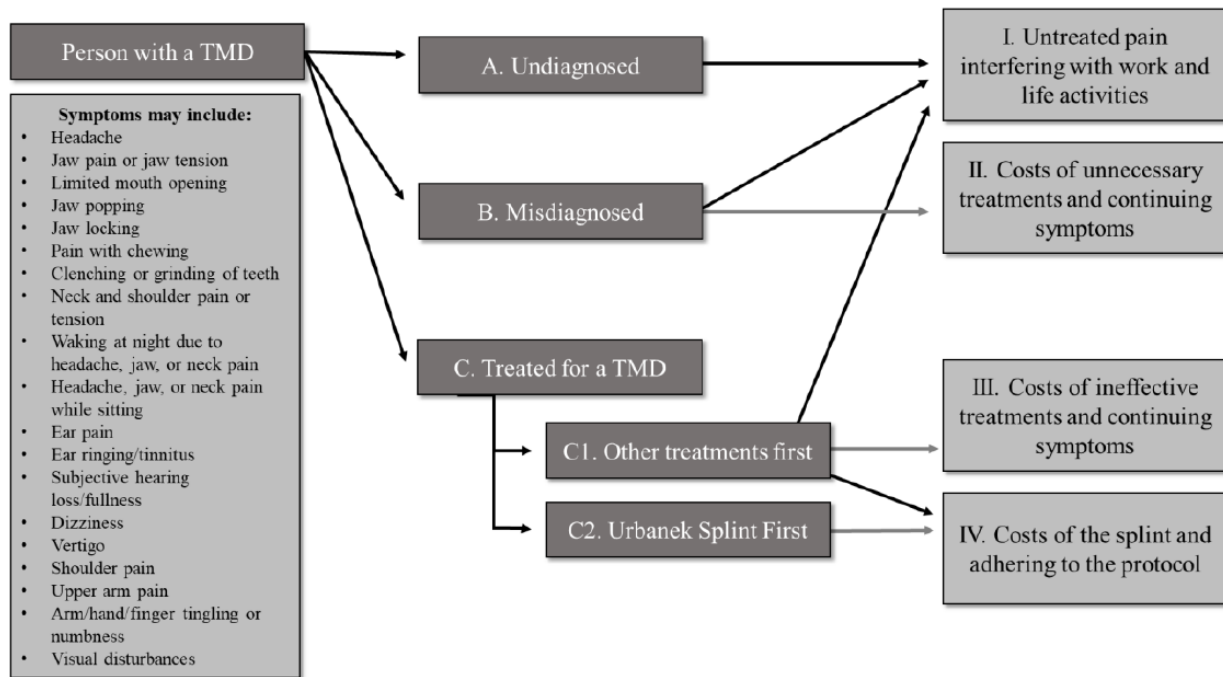 Person with a TMD
Symptoms may include:
• Headache
• Jaw pain or jaw tension
• Limited mouth opening
• Jaw popping
• Jaw locking
• Pain with chewing
• Clenching or grinding of teeth
• Neck and shoulder pain or
tension
• Waking at night due to
headache, jaw, or neck pain
• Headache, jaw, or neck pain
while sitting
• Ear pain
• Ear ringing/tinnitus
• Subjective hearing
loss/fullness
• Dizziness
• Vertigo
• Shoulder pain
• Upper arm pain
• Arm/hand/finger tingling or
numbness
• Visual disturbances
A. Undiagnosed
B. Misdiagnosed
C. Treated for a TMD
C1. Other treatments first
C2. Urbanek Splint First
I. Untreated pain
interfering with work and
life activities
II. Costs of unnecessary
treatments and continuing
symptoms
III. Costs of ineffective
treatments and continuing
symptoms
IV. Costs of the splint and
adhering to the protocol